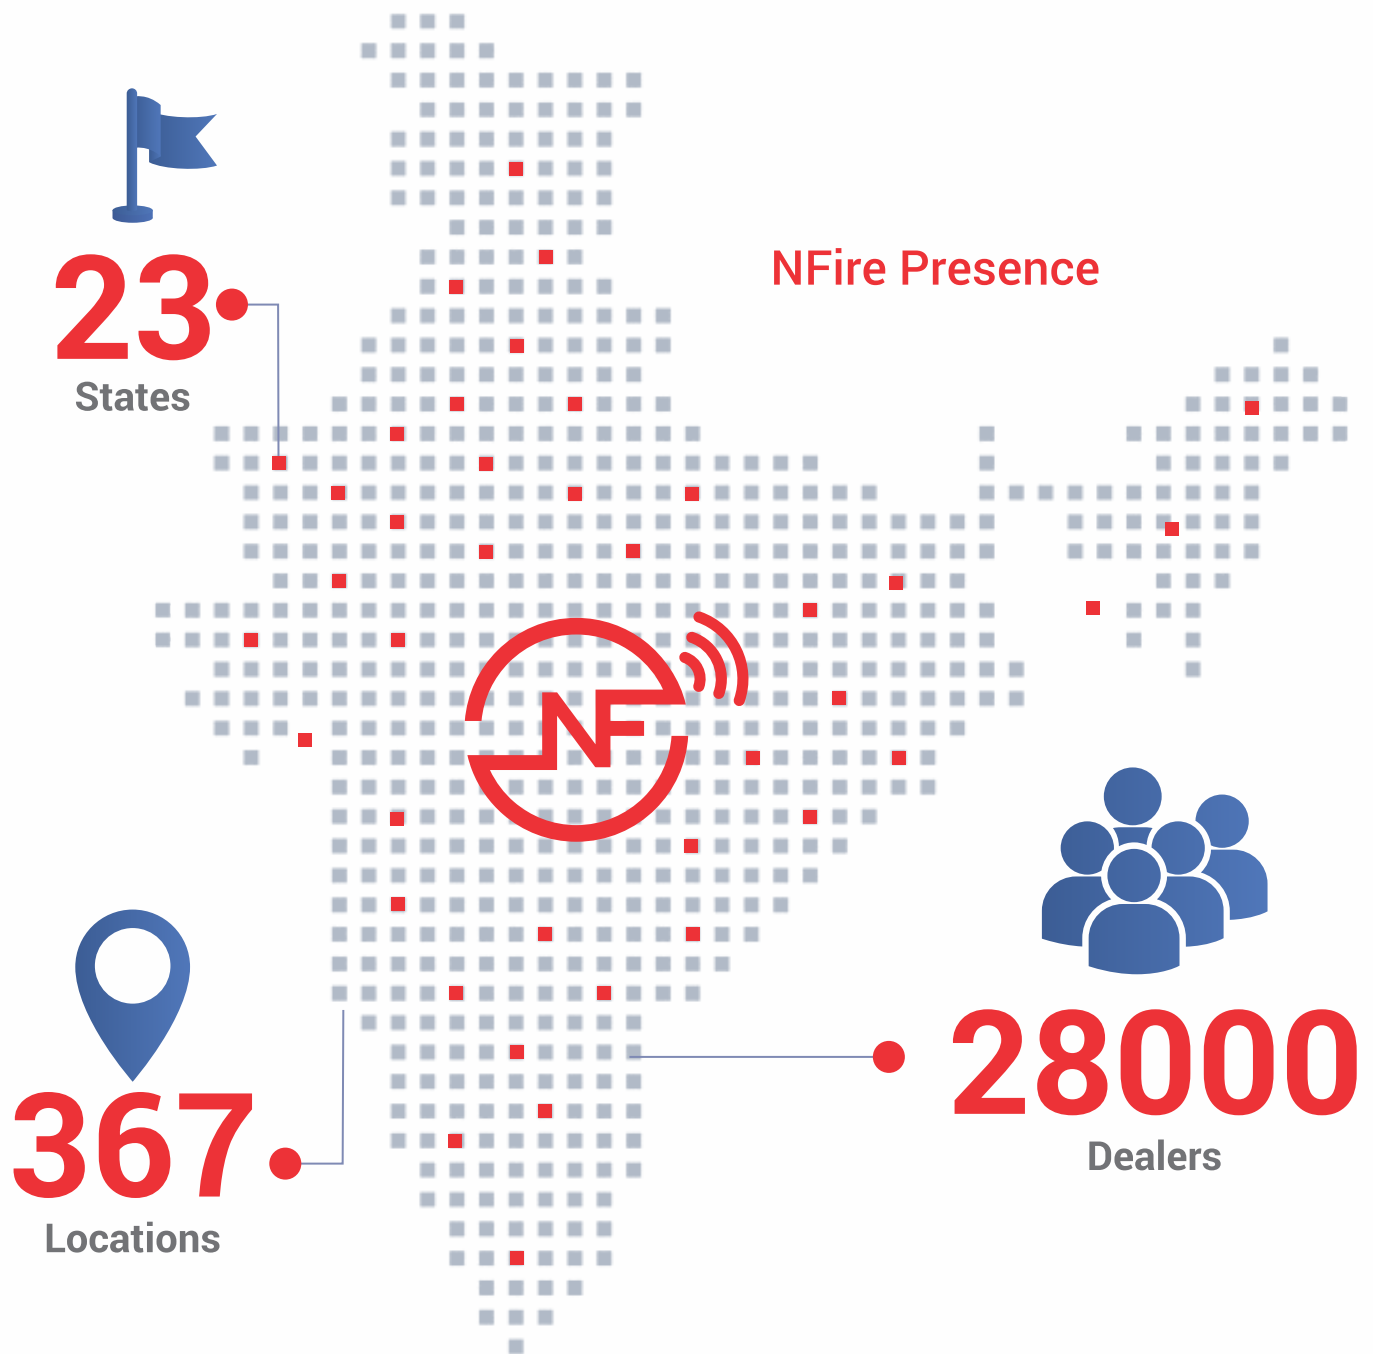 NFire Presence
23
States
NF
367
Locations
28000
Dealers